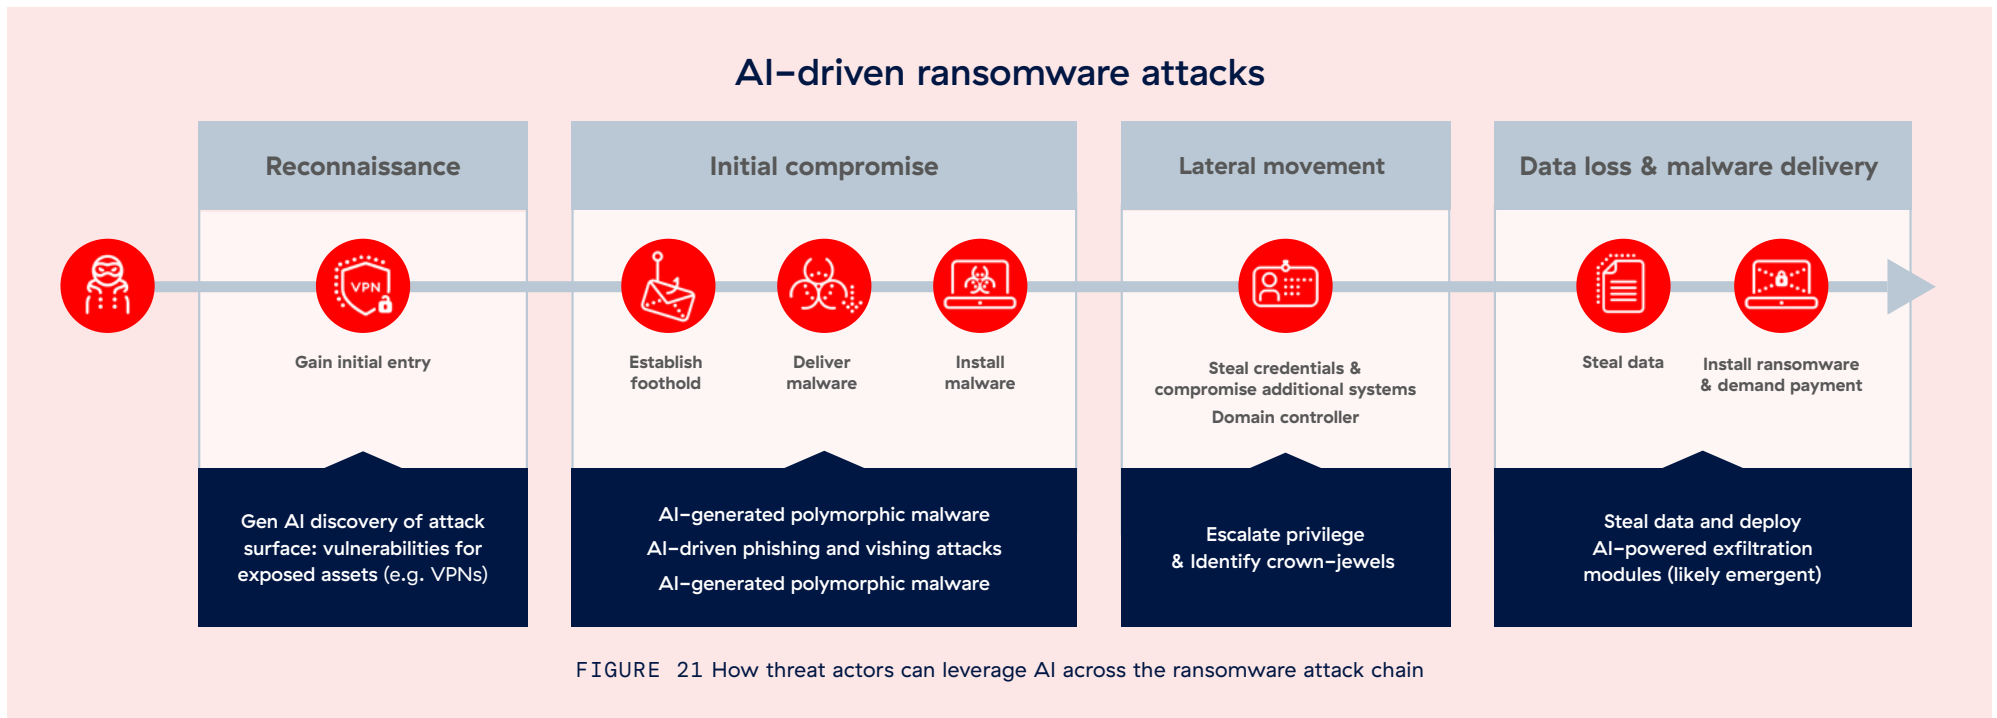 AI-driven ransomware attacks
Reconnaissance
VPN
Gain initial entry
Gen AI discovery of attack
surface: vulnerabilities for
exposed assets (e.g. VPNs)
Initial compromise
Establish
foothold
Deliver
malware
Install
malware
AI-generated polymorphic malware
AI-driven phishing and vishing attacks
AI-generated polymorphic malware
Lateral movement
Steal credentials &
compromise additional systems
Domain controller
Escalate privilege
& Identify crown-jewels
Data loss & malware delivery
Steal data
Install ransomware
& demand payment
Steal data and deploy
AI-powered exfiltration
modules (likely emergent)
FIGURE 21 How threat actors can leverage AI across the ransomware attack chain